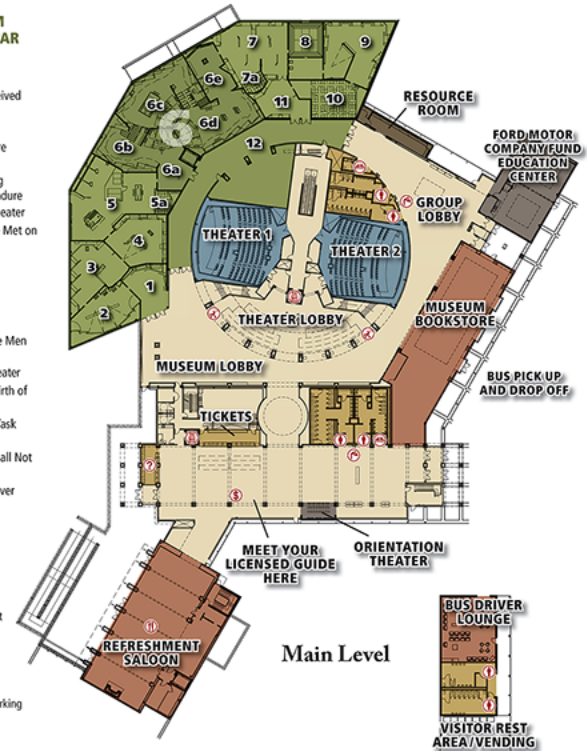 M
AR
ived
re
g
dure
eater
Met on
e Men
eater
rth of
Task
all Not
ver
t
rking
7
8
9
6e
7a
6c
11
10
6
6d
6b
12
6a
5
5a
4
3
1
2
RESOURCE
ROOM
FORD MOTOR
COMPANY FUND
EDUCATION
CENTER
GROUP
LOBBY
THEATER 1
THEATER 2
THEATER LOBBY
MUSEUM
BOOKSTORE
MUSEUM LOBBY
BUS PICK UP
AND DROP OFF
TICKETS
?
$
MEET YOUR
LICENSED GUIDE
HERE
ORIENTATION
THEATER
REFRESHMENT
SALOON
Main Level
BUS DRIVER
LOUNGE
VISITOR REST
AREA/VENDING